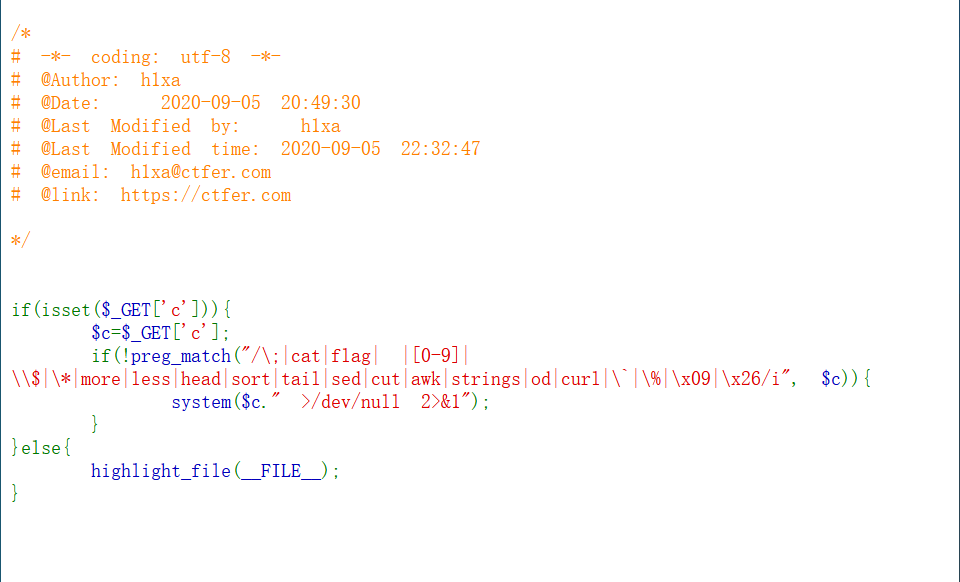 /*
# -*- coding: utf-8 -*-
# @Author: hlxa
# @Date:   2020-09-05 20:49:30
# @Last Modified by:   hlxa
# @Last Modified time: 2020-09-05 22:32:47
# @email: hlxa@ctfer.com
# @link: https://ctfer.com
*/
if(isset($_GET['c'])){
    $c=$_GET['c'];
    if(!preg_match("/\;|cat|flag| |[0-9]|
\\$|\*|more|less|head|sort|tail|sed|cut|awk|strings|od|curl|\`|\%|\x09|\x26/i", $c)){
        system($c." >/dev/null 2>&1");
    }
}else{
    highlight_file(__FILE__);
}